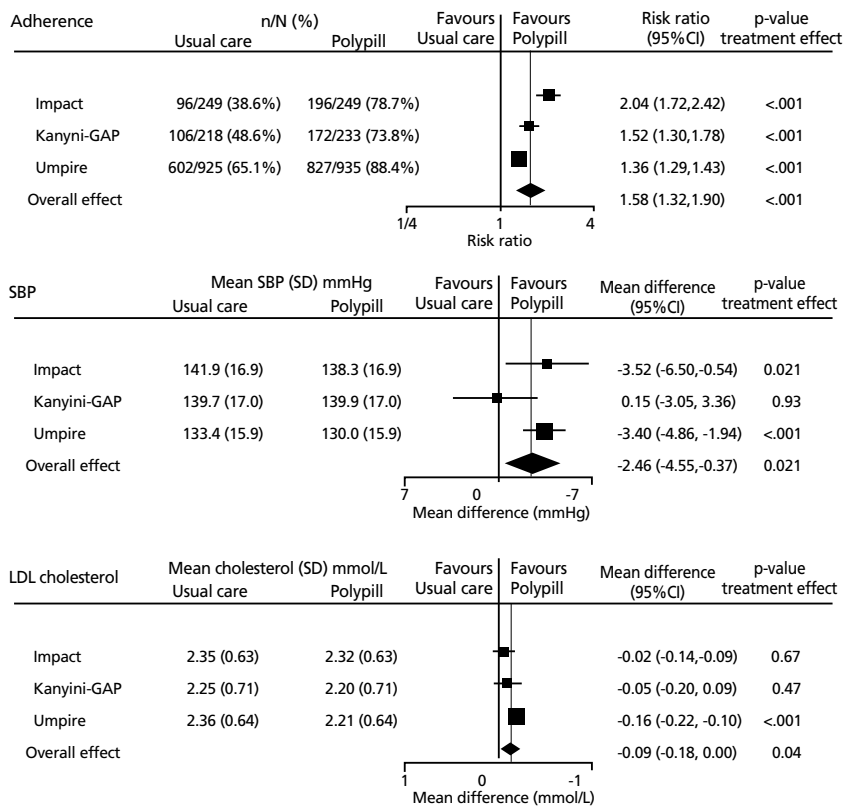 Adherence n/N (%) Favours Favours Risk ratio p-value
Usual care Polypill Usual care Polypill (95%CI) treatment effect
Impact 96/249 (38.6%) 196/249 (78.7%) 2.04 (1.72,2.42) <.001
Kanyni-GAP 106/218 (48.6%) 172/233 (73.8%) 1.52 (1.30,1.78) <.001
Umpire 602/925 (65.1%) 827/935 (88.4%) 1.36 (1.29,1.43) <.001
Overall effect 1.58 (1.32,1.90) <.001
1/4 1 4
Risk ratio
SBP Mean SBP (SD) mmHg Favours Favours Mean difference p-value
Usual care Polypill Usual care Polypill (95%CI) treatment effect
Impact 141.9 (16.9) 138.3 (16.9) -3.52 (-6.50,-0.54) 0.021
Kanyini-GAP 139.7 (17.0) 139.9 (17.0) 0.15 (-3.05, 3.36) 0.93
Umpire 133.4 (15.9) 130.0 (15.9) -3.40 (-4.86, -1.94) <.001
Overall effect -2.46 (-4.55,-0.37) 0.021
7 0 -7
Mean difference (mmHg)
LDL cholesterol Mean cholesterol (SD) mmol/L Favours Favours Mean difference p-value
Usual care Polypill Usual care Polypill (95%CI) treatment effect
Impact 2.35 (0.63) 2.32 (0.63) -0.02 (-0.14,-0.09) 0.67
Kanyini-GAP 2.25 (0.71) 2.20 (0.71) -0.05 (-0.20, 0.09) 0.47
Umpire 2.36 (0.64) 2.21 (0.64) -0.16 (-0.22, -0.10) <.001
Overall effect -0.09 (-0.18, 0.00) 0.04
1 0 -1
Mean difference (mmol/L)